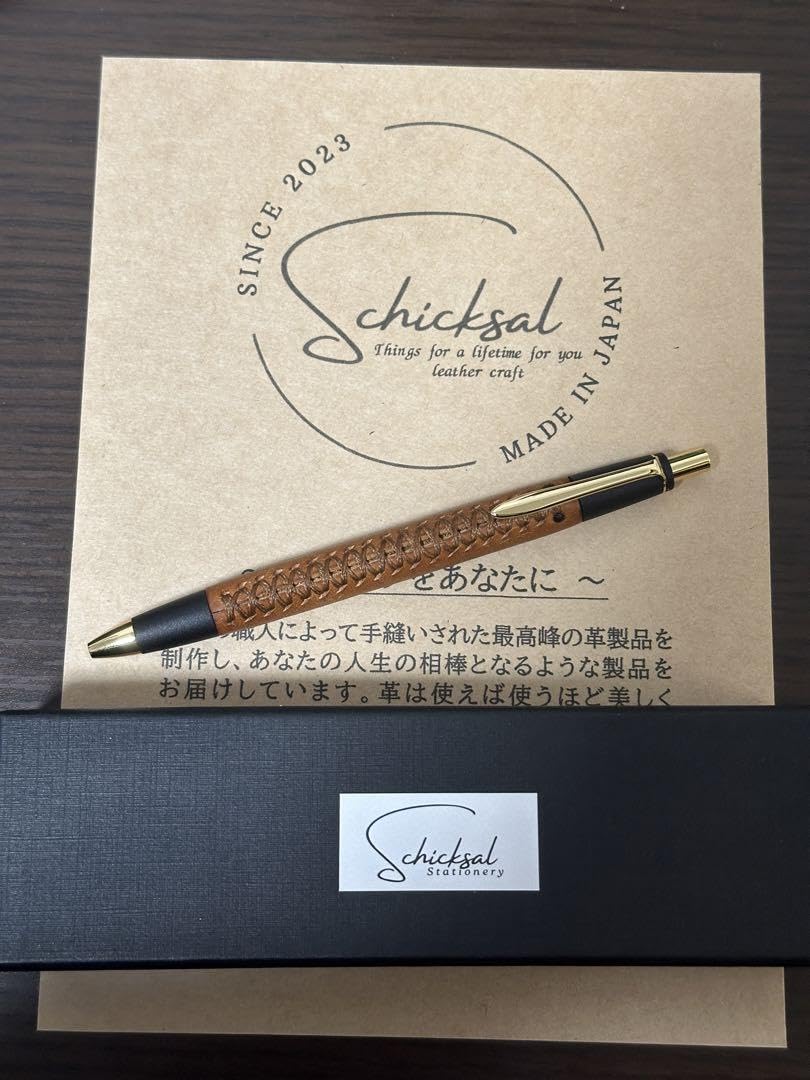 SINCE 2023
Schicksal
Things for a lifetime for you
leather craft
MADE IN JAPAN
をあなたに ～
職人によって手縫いされた最高峰の革製品を
制作し、あなたの人生の相棒となるような製品を
お届けしています。革は使えば使うほど美しく
Schicksal
Stationery